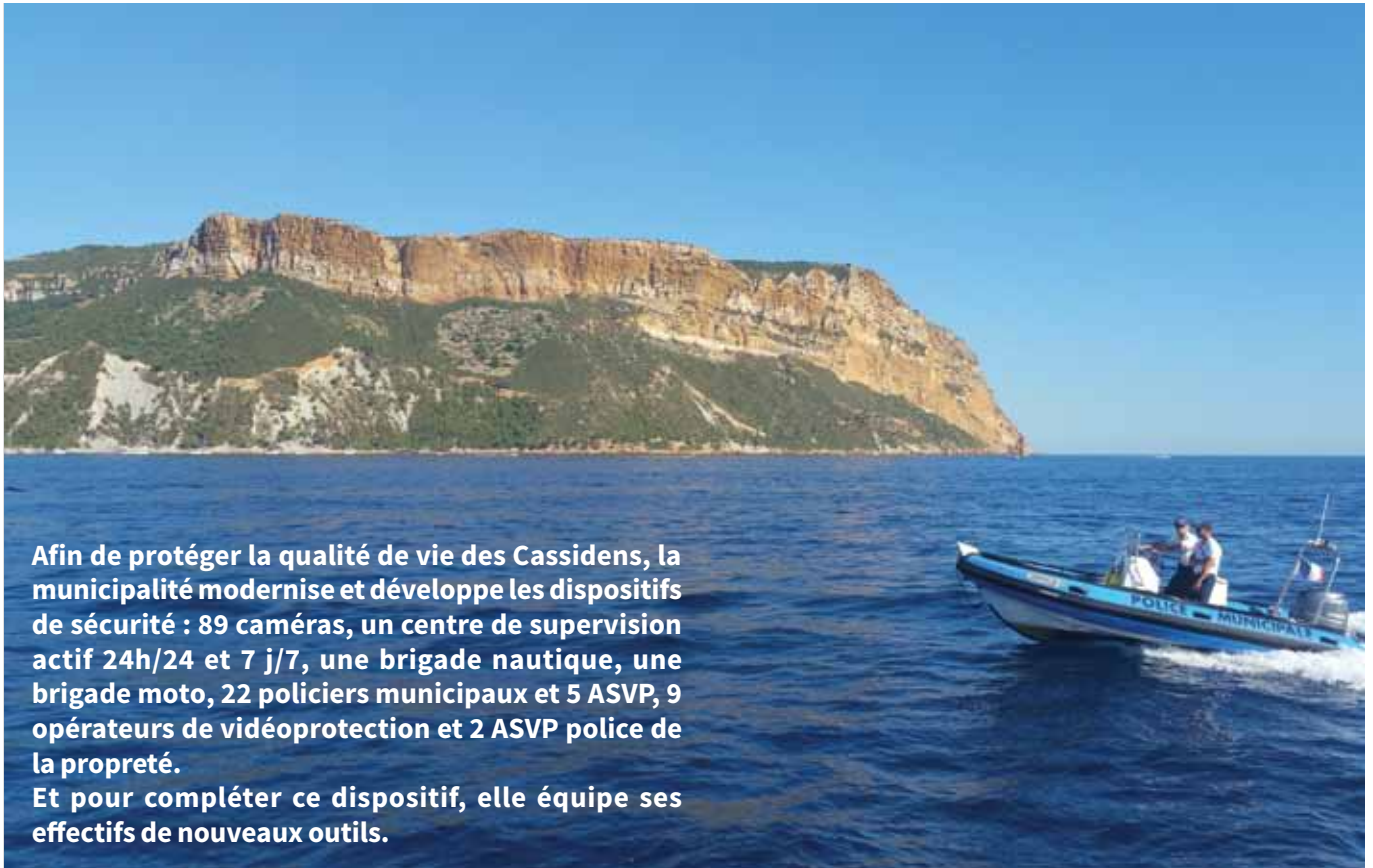 Afin de protéger la qualité de vie des Cassidens, la
municipalité modernise et développe les dispositifs
de sécurité : 89 caméras, un centre de supervision
actif 24h/24 et 7 j/7, une brigade nautique, une
brigade moto, 22 policiers municipaux et 5 ASVP, 9
opérateurs de vidéoprotection et 2 ASVP police de
la propreté.
Et pour compléter ce dispositif, elle équipe ses
effectifs de nouveaux outils.
POLICE MUNICIPALE